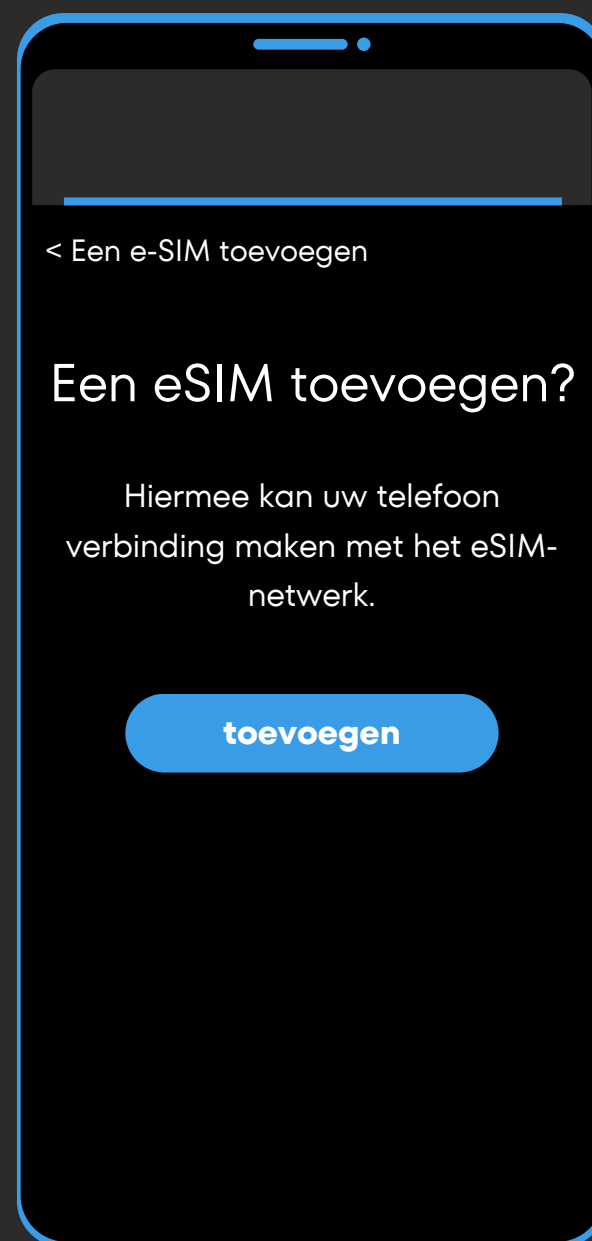 < Een e-SIM toevoegen
Een eSIM toevoegen?
Hiermee kan uw telefoon
verbinding maken met het eSIM-
netwerk.
toevoegen